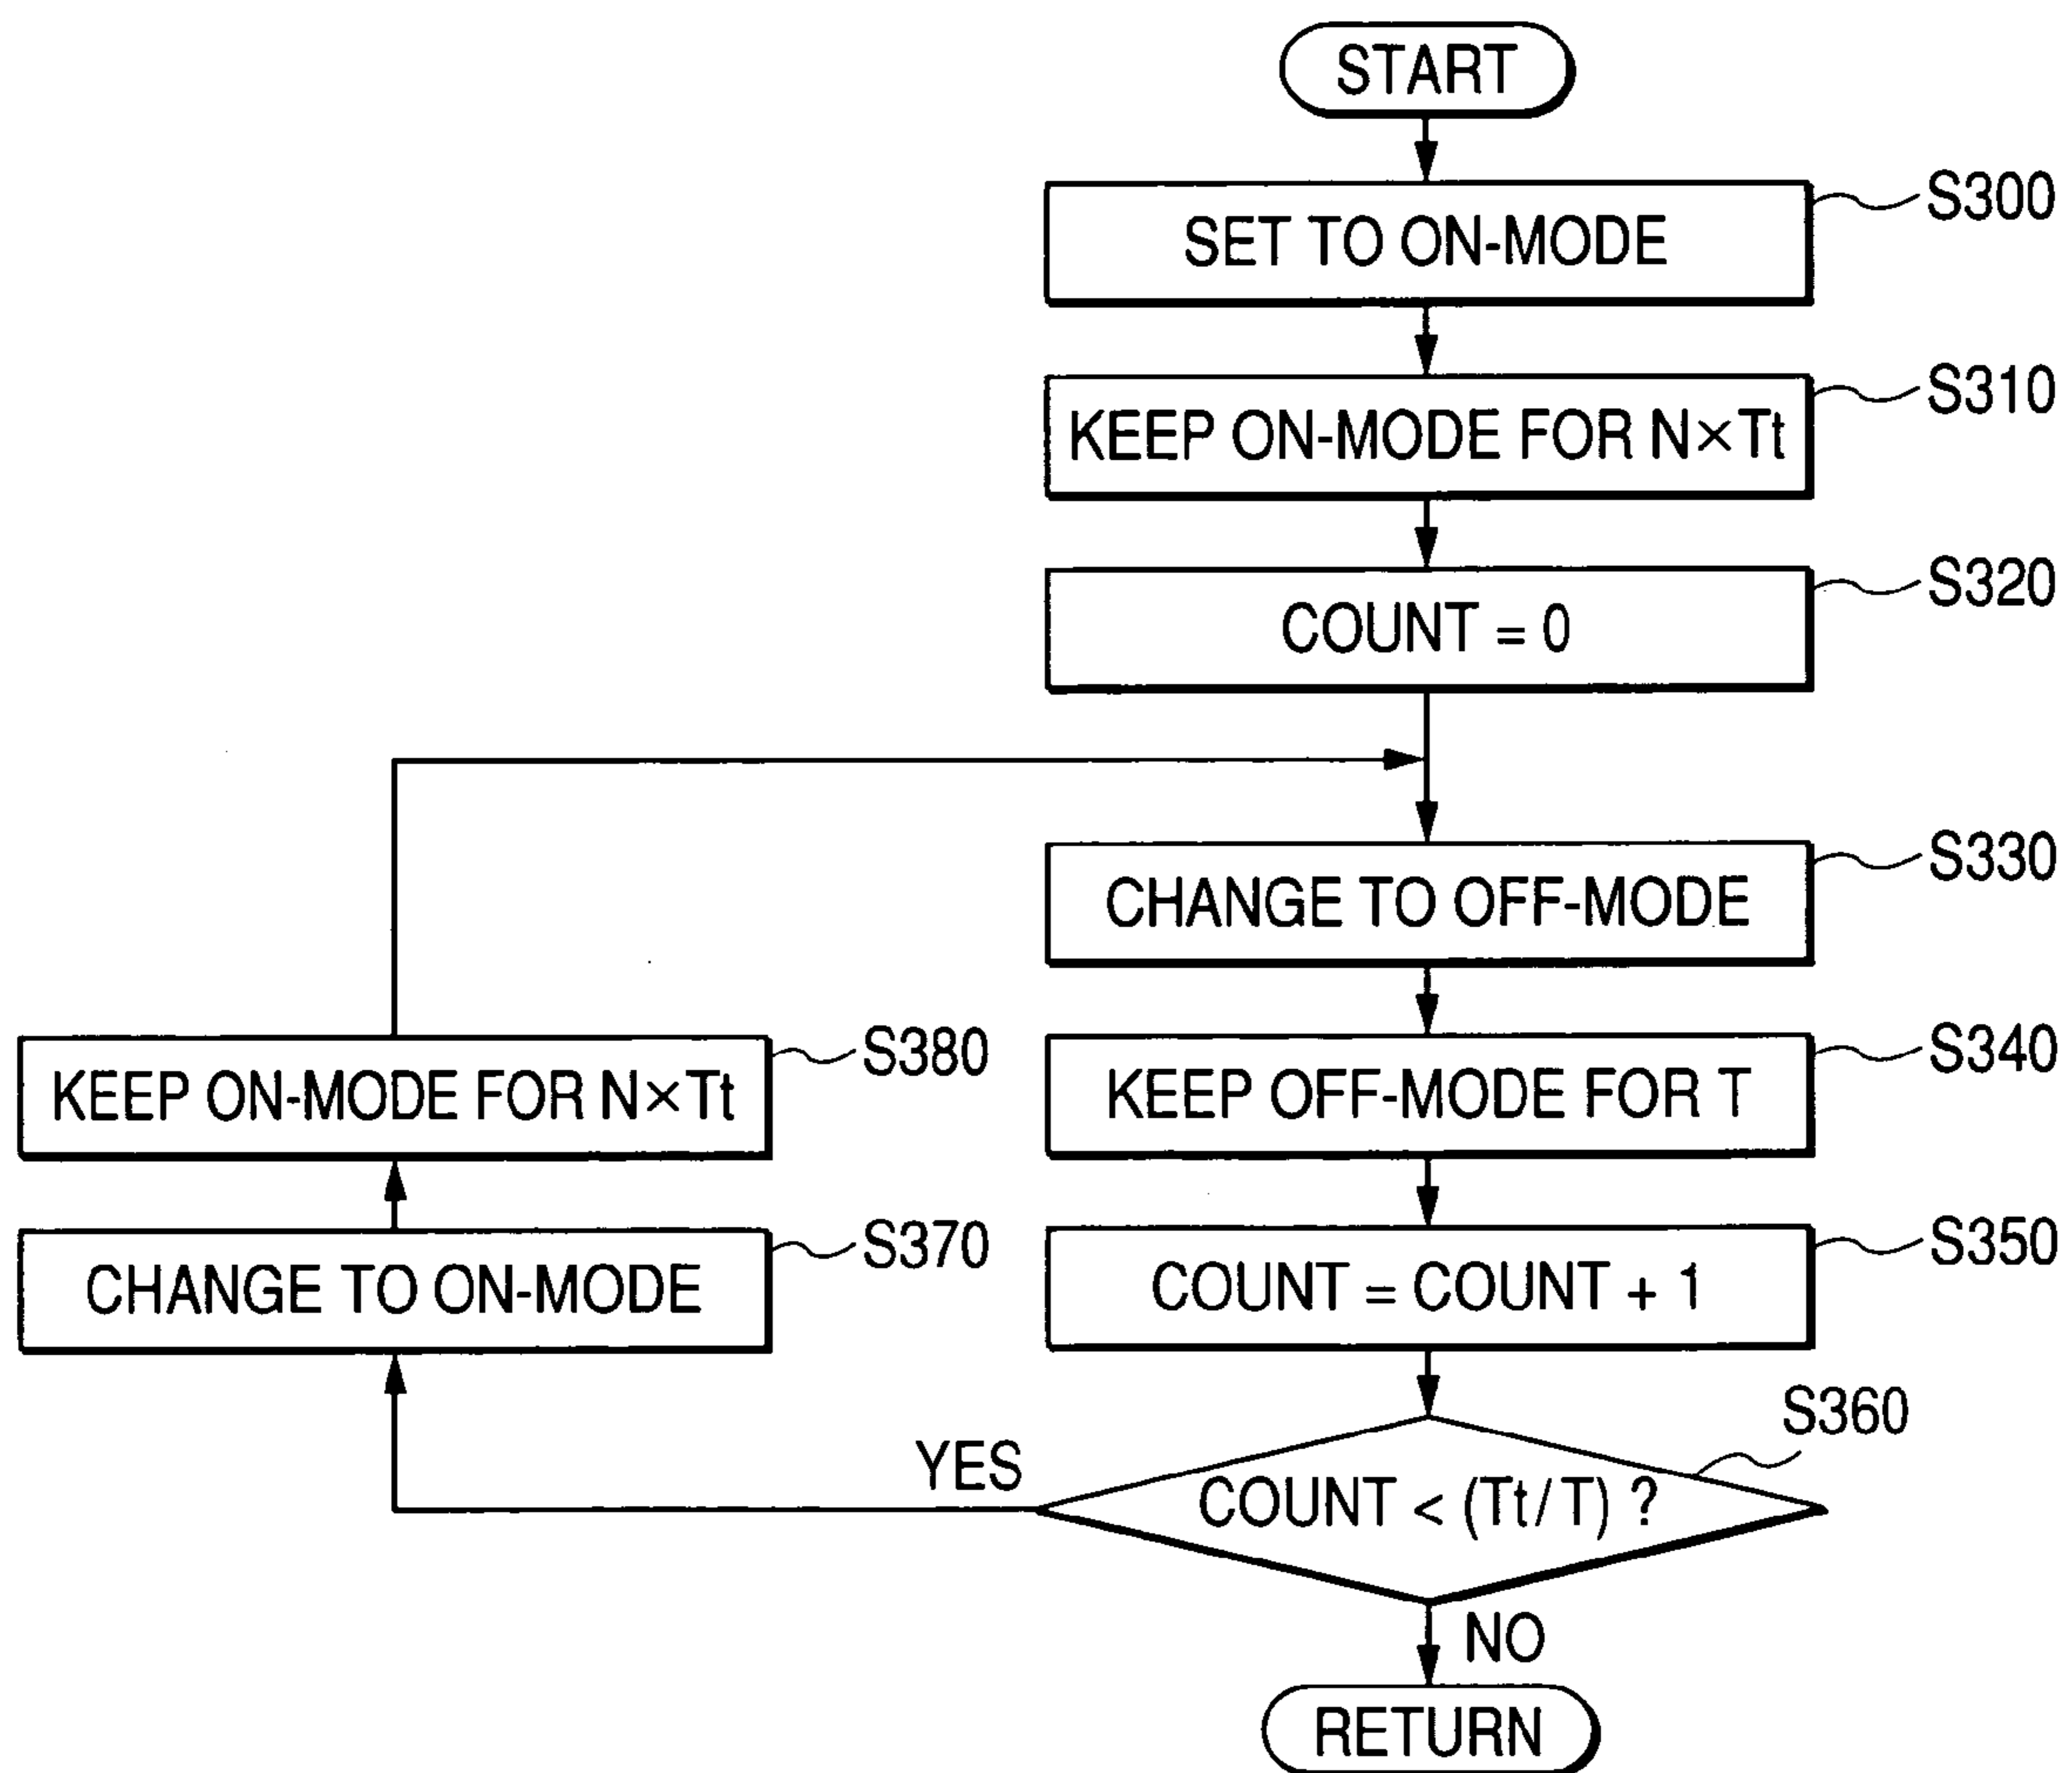 START
SET TO ON-MODE
S300
KEEP ON-MODE FOR N×Tt
S310
COUNT = 0
S320
CHANGE TO OFF-MODE
S330
KEEP OFF-MODE FOR T
S340
KEEP ON-MODE FOR N×Tt
S380
COUNT = COUNT + 1
S350
CHANGE TO ON-MODE
S370
COUNT < (Tt/T) ?
S360
YES
NO
RETURN